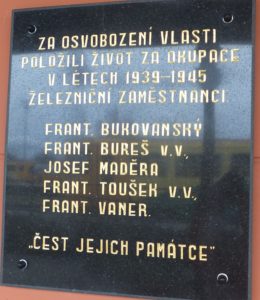 ZA OSVOBOZENÍ VLASTI
POLOŽILI ŽIVOT ZA OKUPACE
V LÉTECH 1939–1945
ŽELEZNIČNÍ ZAMĚSTNANCI:
FRANT. BUKOVANSKÝ
FRANT. BUREŠ v.v.,
JOSEF MADĚRA
FRANT. TOUŠEK v.v.,
FRANT. VANER.
„ČEST JEJICH PAMÁTCE"